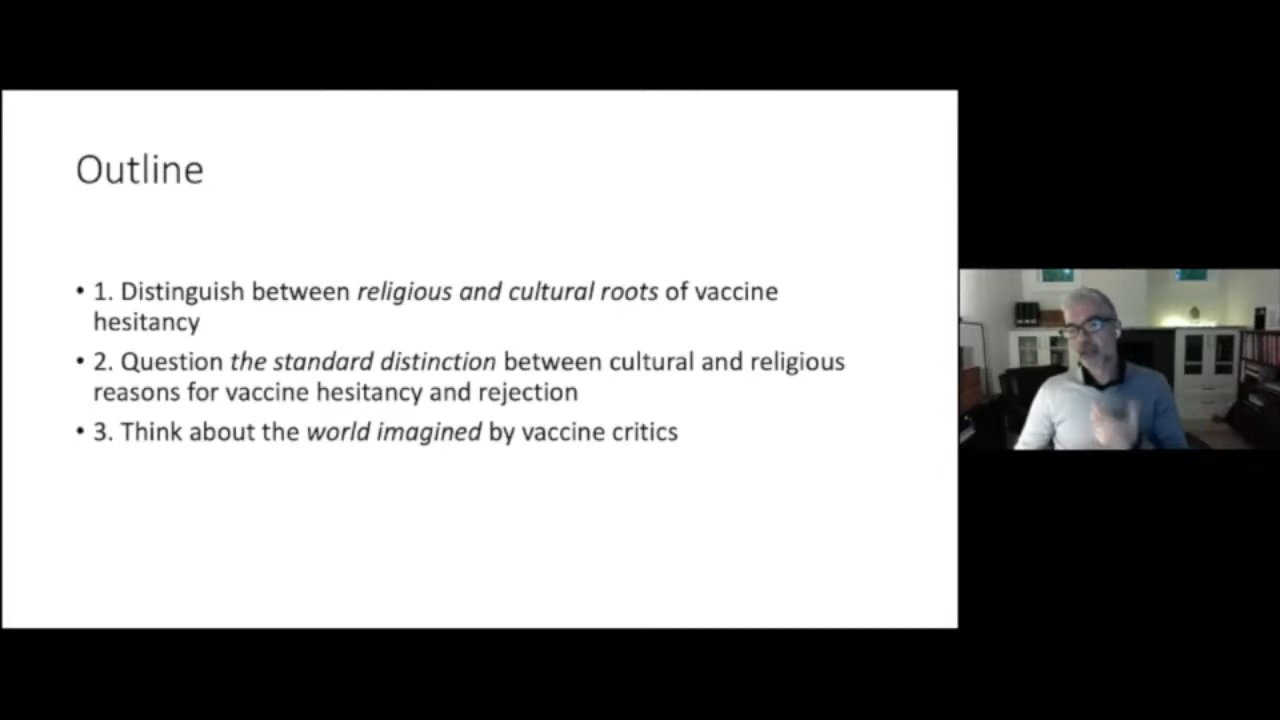 Outline
• 1. Distinguish between religious and cultural roots of vaccine
hesitancy
• 2. Question the standard distinction between cultural and religious
reasons for vaccine hesitancy and rejection
• 3. Think about the world imagined by vaccine critics